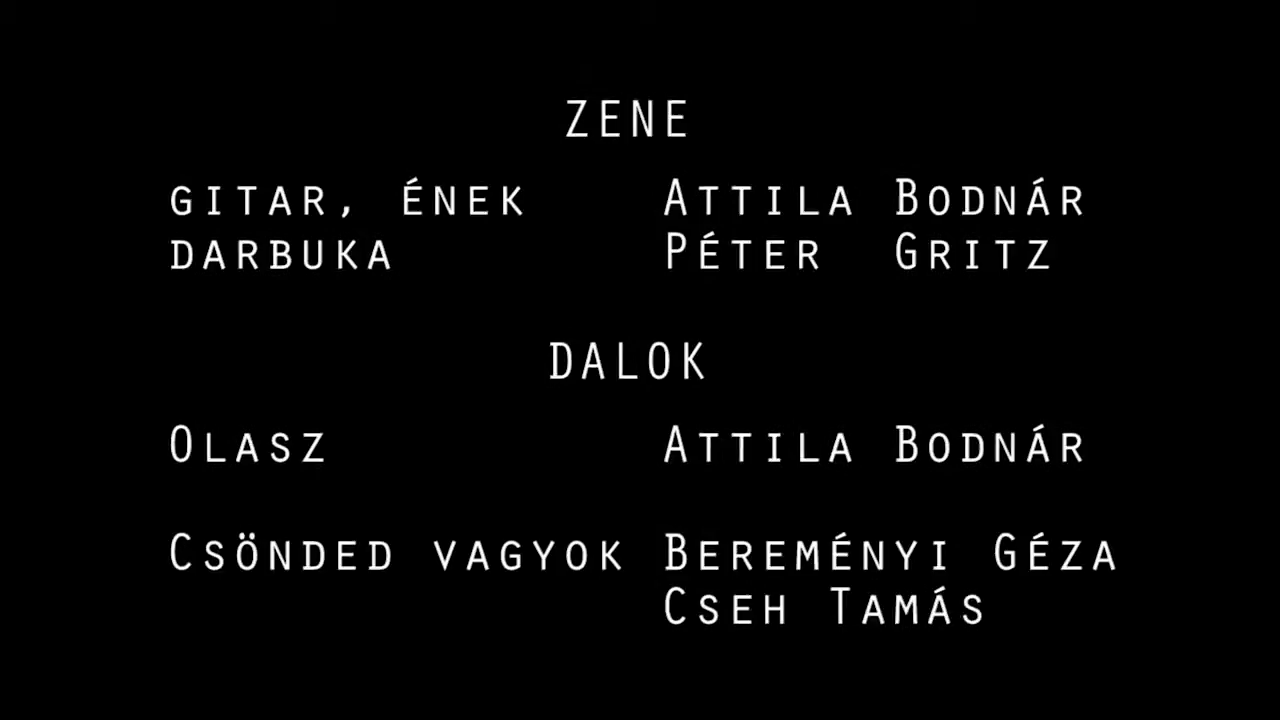 ZENE
GITAR, ÉNEK ATTILA BODNÁR
DARBUKA PÉTER GRITZ
DALOK
OLASZ ATTILA BODNÁR
CSÖNDED VAGYOK BEREMÉNYI GÉZA
CSEH TAMÁS